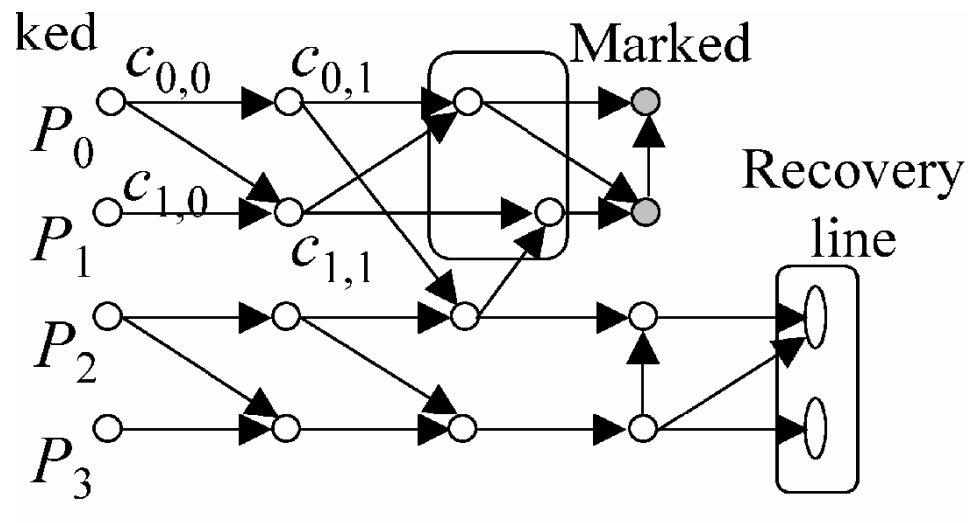 ked
Marked
c0,0
c0,1
P0
c1,0
P1
c1,1
Recovery
line
P2
P3